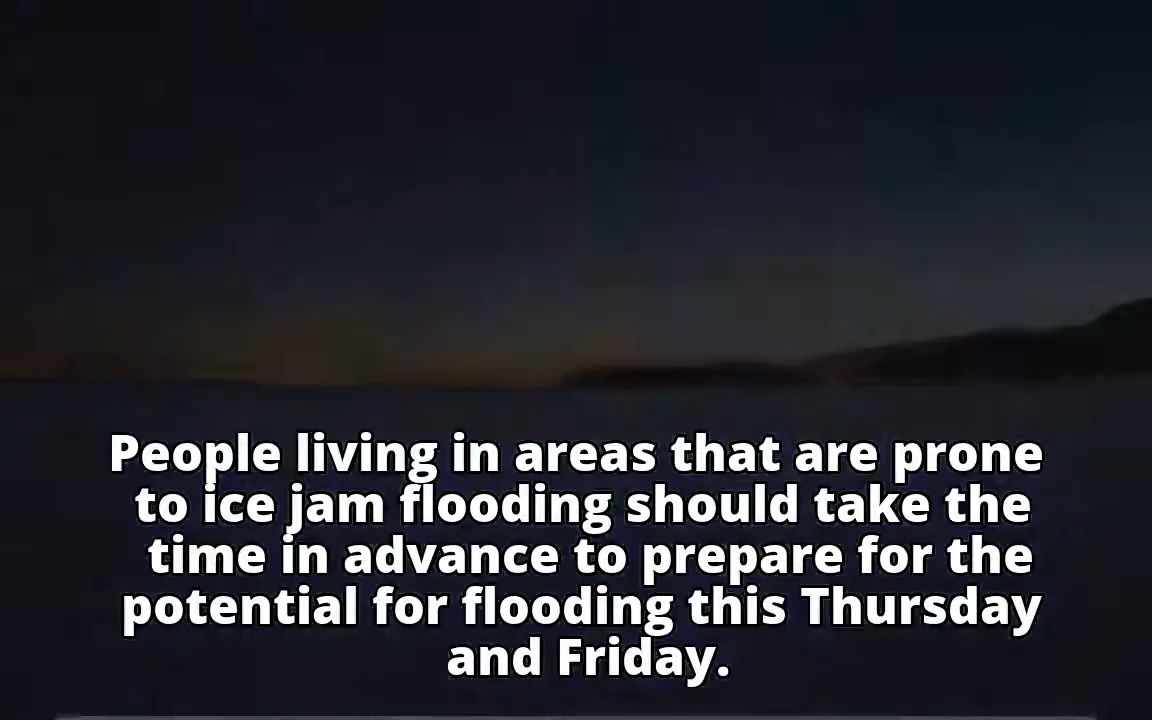 People living in areas that are prone
to ice jam flooding should take the
time in advance to prepare for the
potential for flooding this Thursday
and Friday.